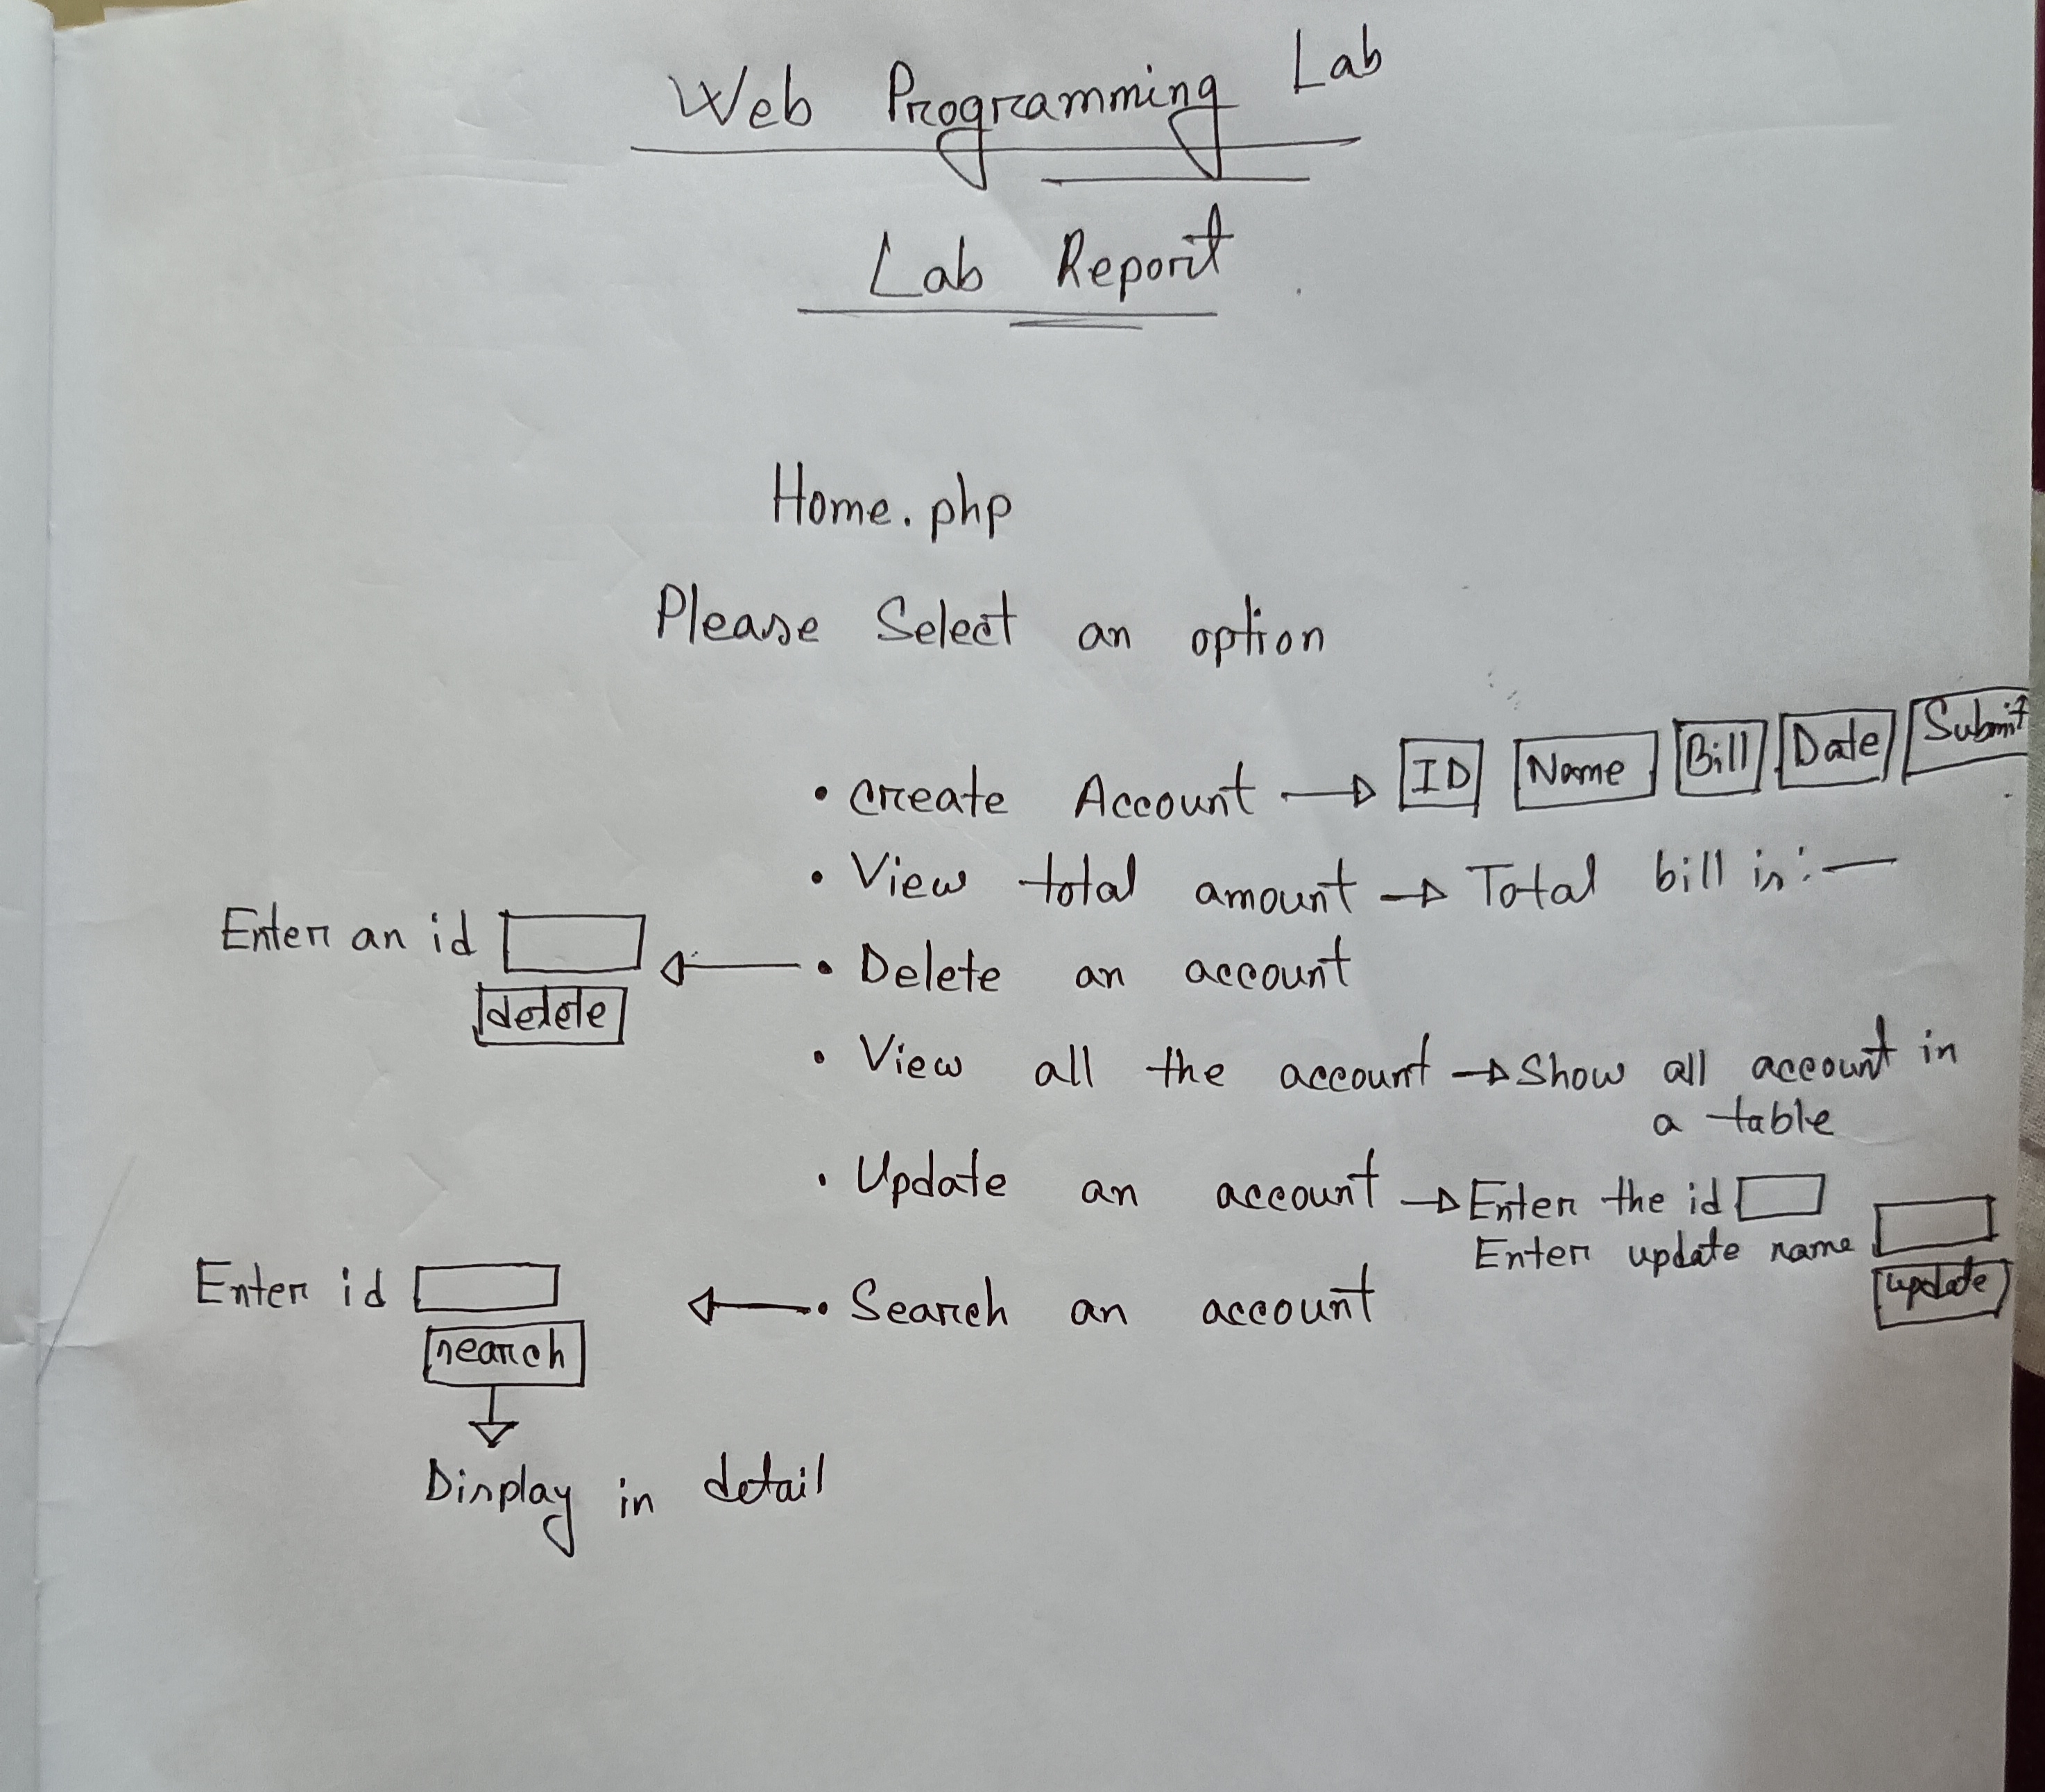 Web Programming Lab
Lab Report
Home.php
Please Select an option
• create Account → ID Name Bill Date Submit
• View total amount → Total bill is: —
Enter an id
delete
• Delete an account
• View all the account → Show all account in
a table
• Update an account → Enter the id
Enter update name
update
Enter id
search
• Search an account
Display in detail